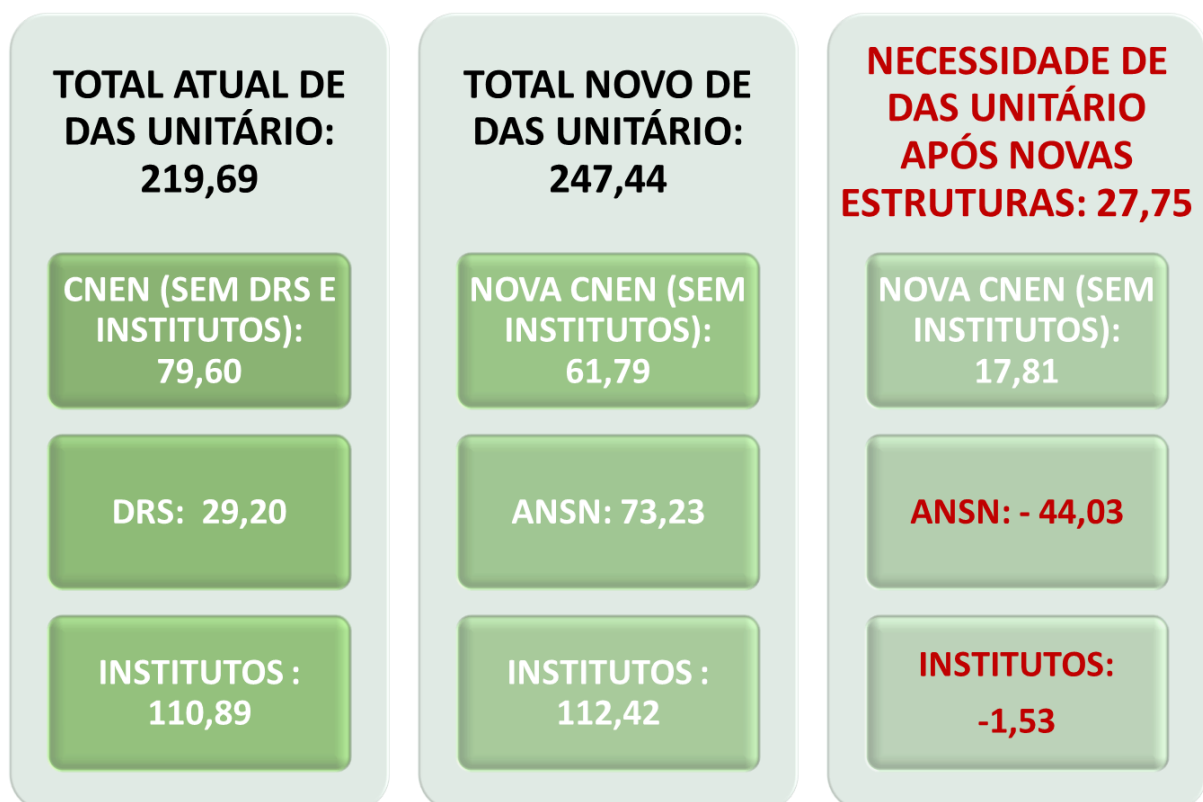 TOTAL ATUAL DE
DAS UNITÁRIO:
219,69
CNEN (SEM DRS E
INSTITUTOS):
79,60
DRS: 29,20
INSTITUTOS :
110,89
TOTAL NOVO DE
DAS UNITÁRIO:
247,44
NOVA CNEN (SEM
INSTITUTOS):
61,79
ANSN: 73,23
INSTITUTOS :
112,42
NECESSIDADE DE
DAS UNITÁRIO
APÓS NOVAS
ESTRUTURAS: 27,75
NOVA CNEN (SEM
INSTITUTOS):
17,81
ANSN: - 44,03
INSTITUTOS:
-1,53